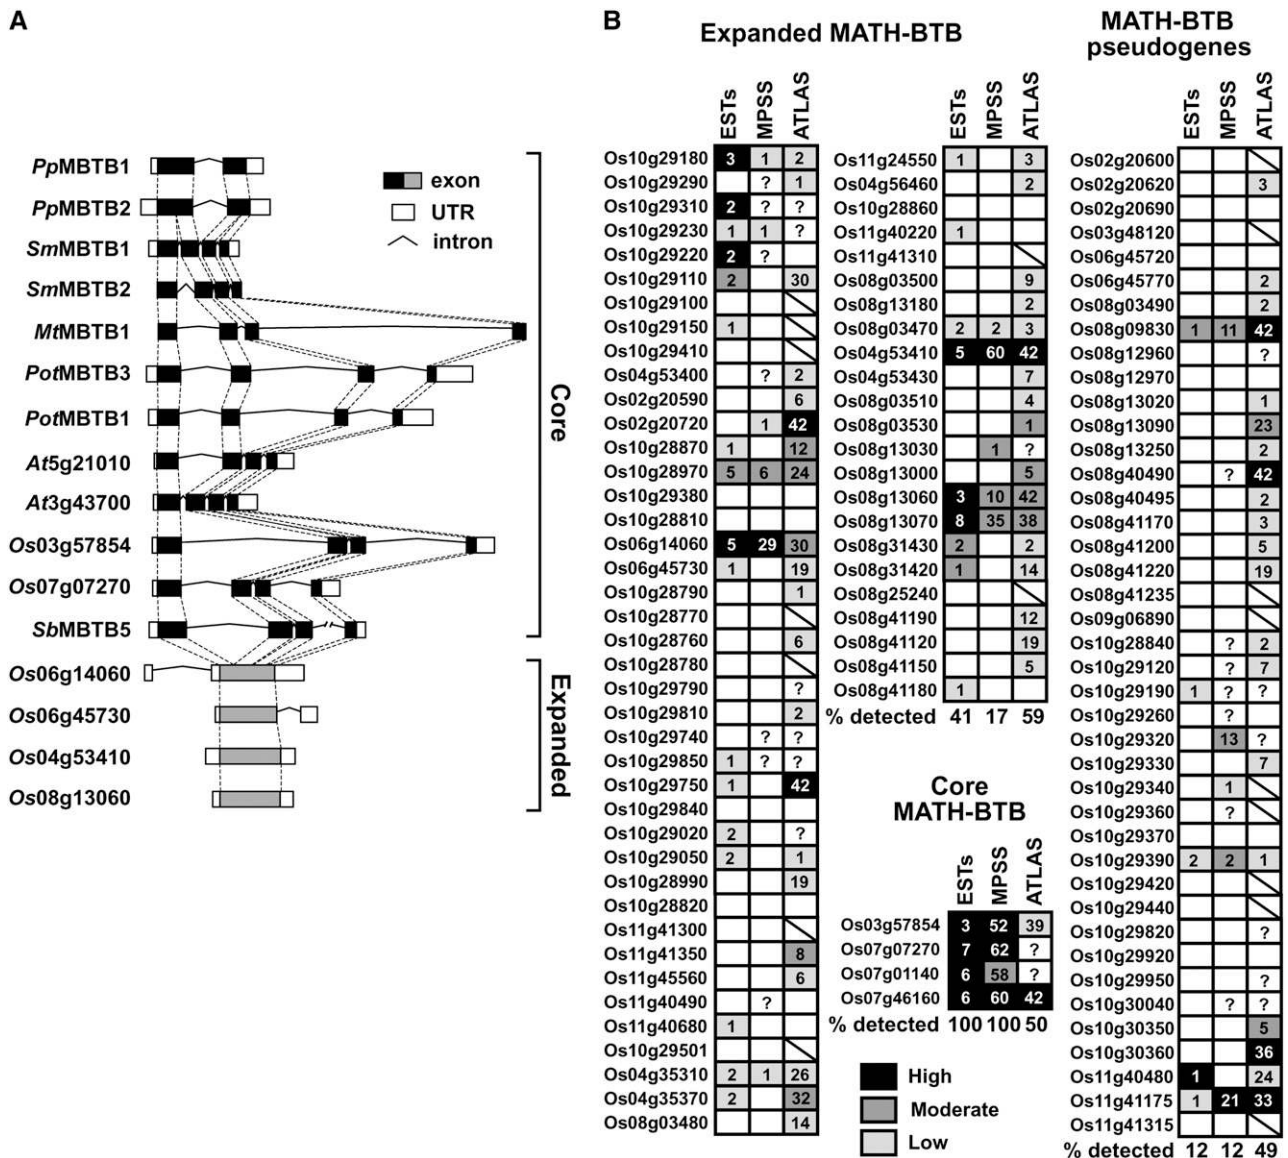 A
PpMBTB1
PpMBTB2
SmMBTB1
SmMBTB2
MtMBTB1
PotMBTB3
PotMBTB1
At5g21010
At3g43700
Os03g57854
Os07g07270
SbMBTB5
Os06g14060
Os06g45730
Os04g53410
Os08g13060
exon
UTR
intron
Core
Expanded
B
Expanded MATH-BTB
ESTs MPSS ATLAS
Os10g29180 3 1 2
Os10g29290 ? 1
Os10g29310 2 ? ?
Os10g29230 1 1 ?
Os10g29220 2 ?
Os10g29110 2 30
Os10g29100
Os10g29150 1
Os10g29410
Os04g53400 ? 2
Os02g20590 6
Os02g20720 1 42
Os10g28870 1 12
Os10g28970 5 6 24
Os10g29380
Os10g28810
Os06g14060 5 29 30
Os06g45730 1 19
Os10g28790 1
Os10g28770
Os10g28760 6
Os10g28780
Os10g29790 ?
Os10g29810 2
Os10g29740 ? ?
Os10g29850 1 ? ?
Os10g29750 1 42
Os10g29840
Os10g29020 2 ?
Os10g29050 2 1
Os10g28990 19
Os10g28820
Os11g41300
Os11g41350 8
Os11g45560 6
Os11g40490 ?
Os11g40680 1
Os10g29501
Os04g35310 2 1 26
Os04g35370 2 32
Os08g03480 14
ESTs MPSS ATLAS
Os11g24550 1 3
Os04g56460 2
Os10g28860
Os11g40220 1
Os11g41310
Os08g03500 9
Os08g13180 2
Os08g03470 2 2 3
Os04g53410 5 60 42
Os04g53430 7
Os08g03510 4
Os08g03530 1
Os08g13030 1 ?
Os08g13000 5
Os08g13060 3 10 42
Os08g13070 8 35 38
Os08g31430 2 2
Os08g31420 1 14
Os08g25240
Os08g41190 12
Os08g41120 19
Os08g41150 5
Os08g41180 1
% detected 41 17 59
Core
MATH-BTB
ESTs MPSS ATLAS
Os03g57854 3 52 39
Os07g07270 7 62 ?
Os07g01140 6 58 ?
Os07g46160 6 60 42
% detected 100 100 50
High
Moderate
Low
MATH-BTB
pseudogenes
ESTs MPSS ATLAS
Os02g20600
Os02g20620 3
Os02g20690
Os03g48120
Os06g45720
Os06g45770 2
Os08g03490 2
Os08g09830 1 11 42
Os08g12960 ?
Os08g12970
Os08g13020 1
Os08g13090 23
Os08g13250 2
Os08g40490 ? 42
Os08g40495 2
Os08g41170 3
Os08g41200 5
Os08g41220 19
Os08g41235
Os09g06890
Os10g28840 ? 2
Os10g29120 ? 7
Os10g29190 1 ? ?
Os10g29260 ?
Os10g29320 13 ?
Os10g29330 7
Os10g29340 1
Os10g29360 ?
Os10g29370
Os10g29390 2 2 1
Os10g29420
Os10g29440
Os10g29820 ?
Os10g29920
Os10g29950 ?
Os10g30040 ? ?
Os10g30350 5
Os10g30360 36
Os11g40480 1 24
Os11g41175 1 21 33
Os11g41315
% detected 12 12 49